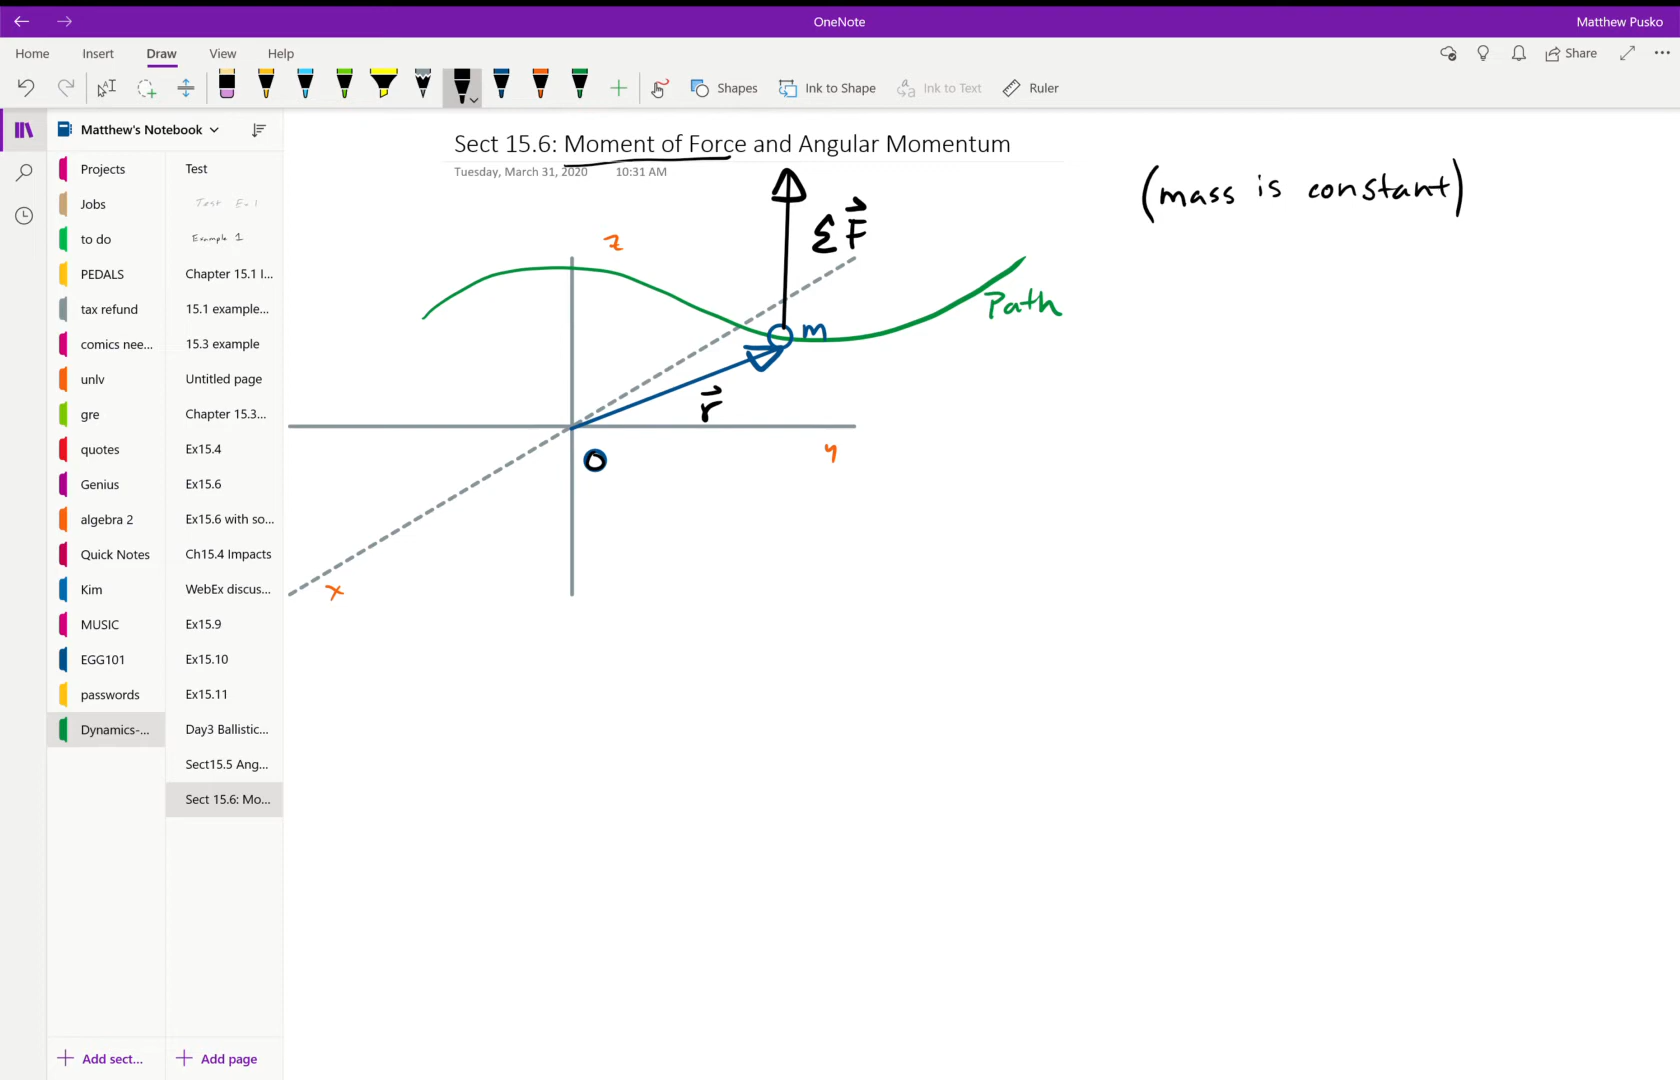 OneNote
Matthew Pusko
Home Insert Draw View Help
Share
Shapes Ink to Shape Ink to Text Ruler
Matthew's Notebook
Projects
Jobs
to do
PEDALS
tax refund
comics nee...
unlv
gre
quotes
Genius
algebra 2
Quick Notes
Kim
MUSIC
EGG101
passwords
Dynamics-...
Add sect...
Test
Test Ex 1
Example 1
Chapter 15.1 I...
15.1 example...
15.3 example
Untitled page
Chapter 15.3...
Ex15.4
Ex15.6
Ex15.6 with so...
Ch15.4 Impacts
WebEx discus...
Ex15.9
Ex15.10
Ex15.11
Day3 Ballistic...
Sect15.5 Ang...
Sect 15.6: Mo...
Add page
Sect 15.6: Moment of Force and Angular Momentum
Tuesday, March 31, 2020 10:31 AM
(mass is constant)
Σ F⃗
z
Path
m
r⃗
y
O
x